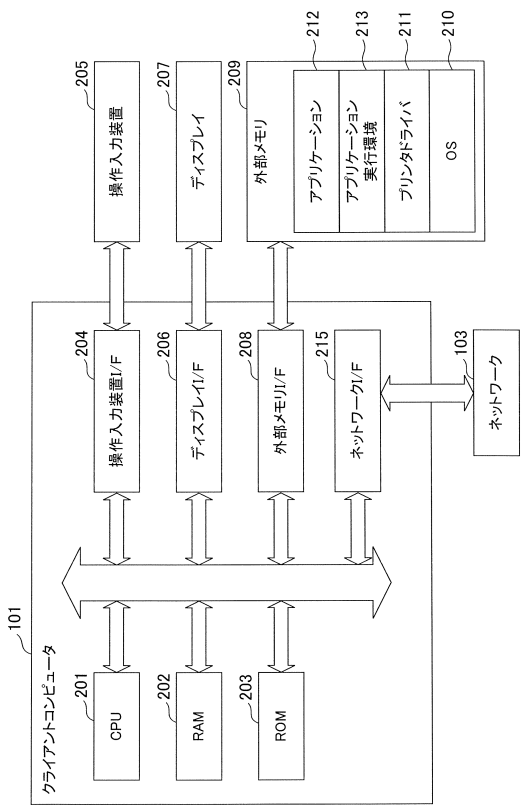 101
クライアントコンピュータ
201
CPU
202
RAM
203
ROM
204
操作入力装置I/F
206
ディスプレイI/F
208
外部メモリI/F
215
ネットワークI/F
205
操作入力装置
207
ディスプレイ
209
外部メモリ
アプリケーション
212
アプリケーション
実行環境
213
プリンタドライバ
211
OS
210
103
ネットワーク